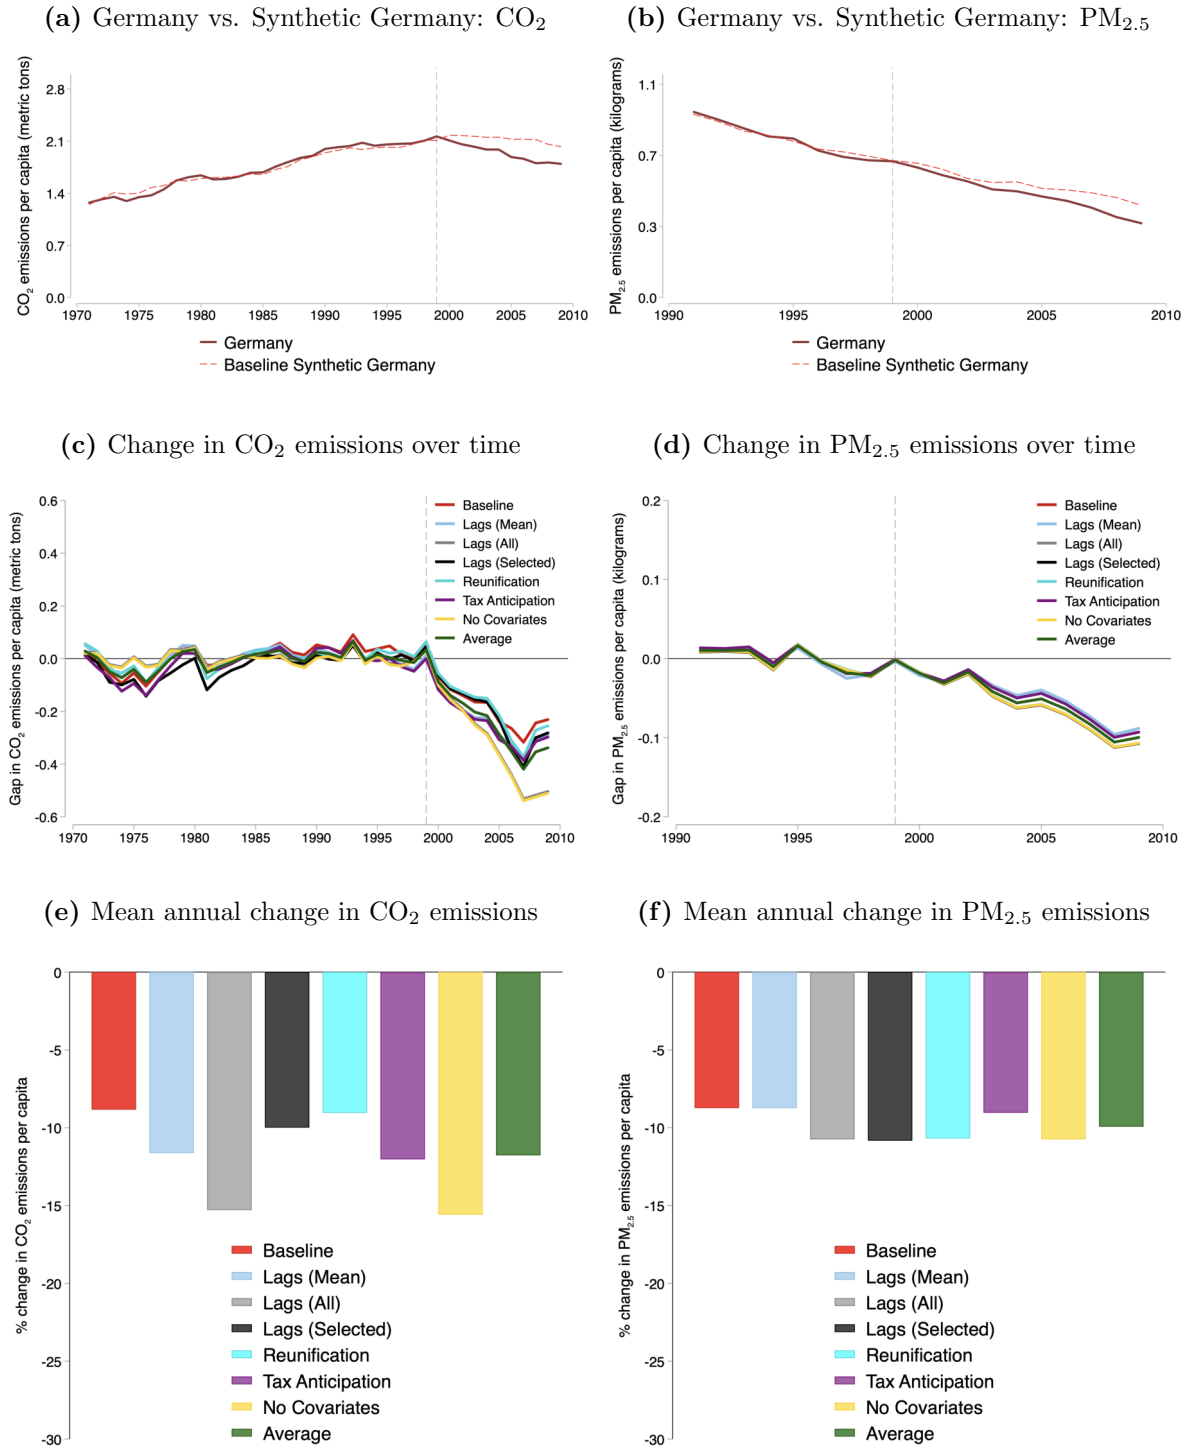 (a) Germany vs. Synthetic Germany: CO2
CO2 emissions per capita (metric tons)
2.8
2.1
1.4
0.7
0.0
1970 1975 1980 1985 1990 1995 2000 2005 2010
Germany
Baseline Synthetic Germany
(b) Germany vs. Synthetic Germany: PM2.5
PM2.5 emissions per capita (kilograms)
1.1
0.7
0.3
0.0
1990 1995 2000 2005 2010
Germany
Baseline Synthetic Germany
(c) Change in CO2 emissions over time
Gap in CO2 emissions per capita (metric tons)
0.6
0.4
0.2
0.0
-0.2
-0.4
-0.6
1970 1975 1980 1985 1990 1995 2000 2005 2010
Baseline
Lags (Mean)
Lags (All)
Lags (Selected)
Reunification
Tax Anticipation
No Covariates
Average
(d) Change in PM2.5 emissions over time
Gap in PM2.5 emissions per capita (kilograms)
0.2
0.1
0.0
-0.1
-0.2
1990 1995 2000 2005 2010
Baseline
Lags (Mean)
Lags (All)
Lags (Selected)
Reunification
Tax Anticipation
No Covariates
Average
(e) Mean annual change in CO2 emissions
% change in CO2 emissions per capita
0
-5
-10
-15
-20
-25
-30
Baseline
Lags (Mean)
Lags (All)
Lags (Selected)
Reunification
Tax Anticipation
No Covariates
Average
(f) Mean annual change in PM2.5 emissions
% change in PM2.5 emissions per capita
0
-5
-10
-15
-20
-25
-30
Baseline
Lags (Mean)
Lags (All)
Lags (Selected)
Reunification
Tax Anticipation
No Covariates
Average